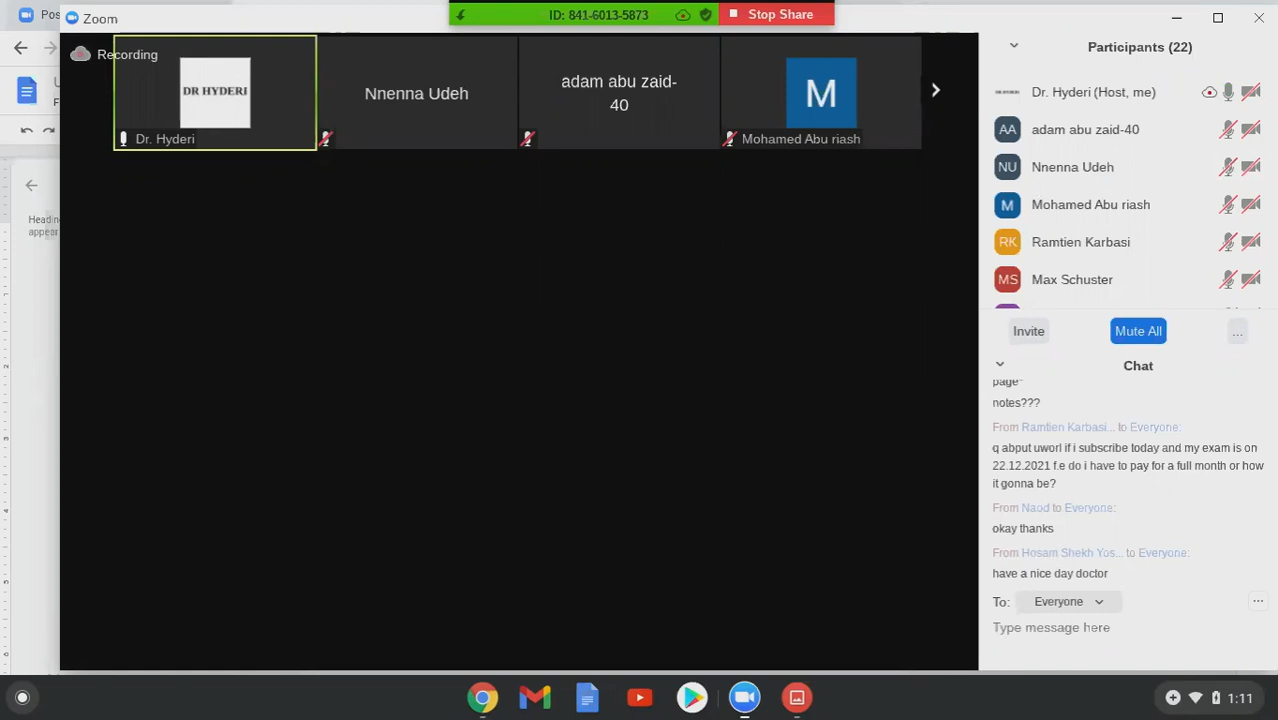 Pos
Zoom
ID: 841-6013-5873
Stop Share
Recording
DR HYDERI
Dr. Hyderi
Nnenna Udeh
adam abu zaid-
40
M
Mohamed Abu riash
Headin
appear
Participants (22)
Dr. Hyderi (Host, me)
AA
adam abu zaid-40
NU
Nnenna Udeh
M
Mohamed Abu riash
RK
Ramtien Karbasi
MS
Max Schuster
Invite
Mute All
...
Chat
page*
notes???
From Ramtien Karbasi... to Everyone:
q abput uworl if i subscribe today and my exam is on
22.12.2021 f.e do i have to pay for a full month or how
it gonna be?
From Naod to Everyone:
okay thanks
From Hosam Shekh Yos... to Everyone:
have a nice day doctor
To: Everyone
...
Type message here
1:11